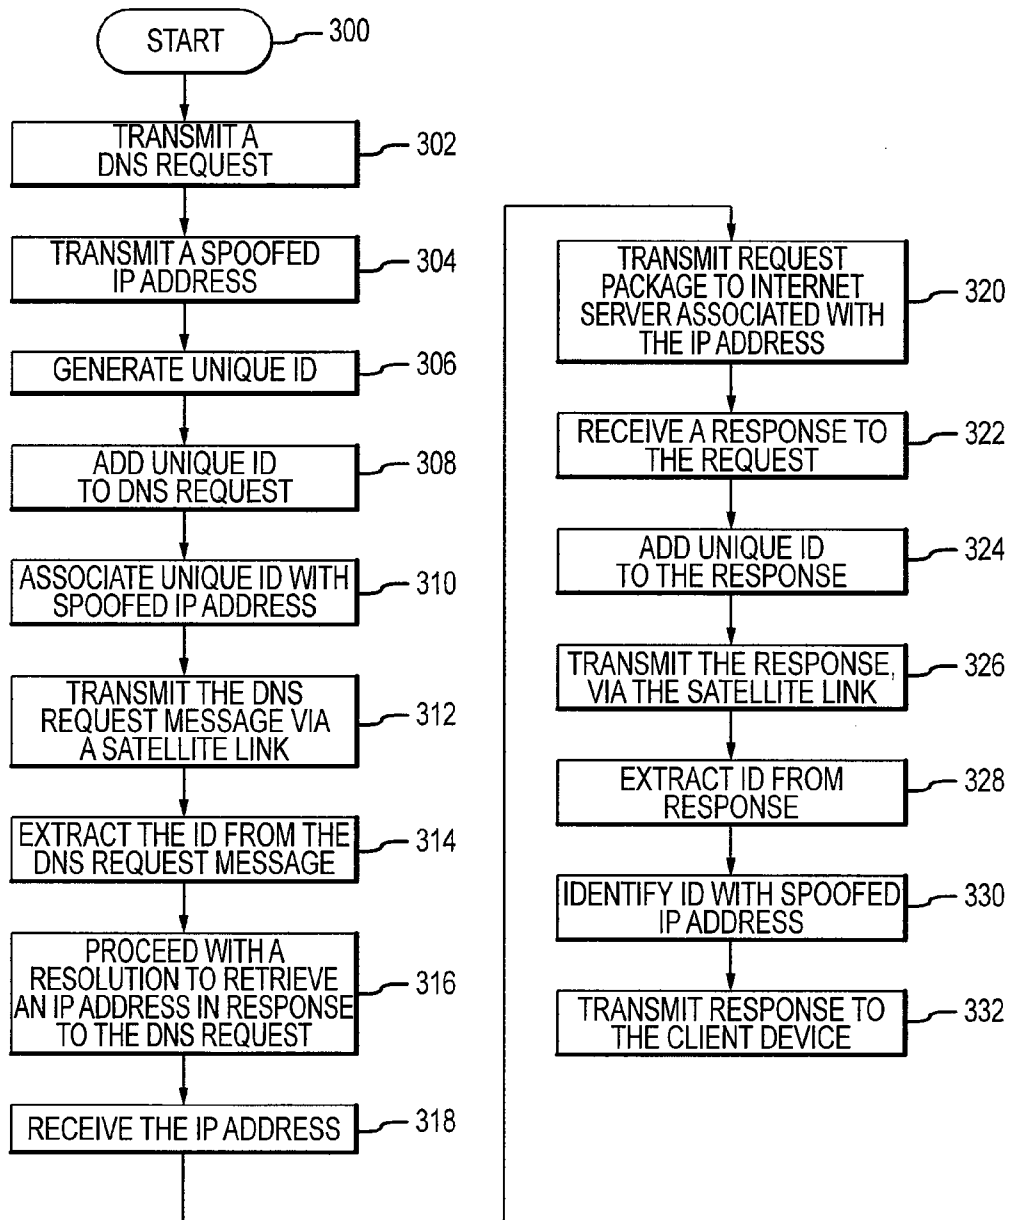 START
300
TRANSMIT A
DNS REQUEST
302
TRANSMIT A SPOOFED
IP ADDRESS
304
GENERATE UNIQUE ID
306
ADD UNIQUE ID
TO DNS REQUEST
308
ASSOCIATE UNIQUE ID WITH
SPOOFED IP ADDRESS
310
TRANSMIT THE DNS
REQUEST MESSAGE VIA
A SATELLITE LINK
312
EXTRACT THE ID FROM THE
DNS REQUEST MESSAGE
314
PROCEED WITH A
RESOLUTION TO RETRIEVE
AN IP ADDRESS IN RESPONSE
TO THE DNS REQUEST
316
RECEIVE THE IP ADDRESS
318
TRANSMIT REQUEST
PACKAGE TO INTERNET
SERVER ASSOCIATED WITH
THE IP ADDRESS
320
RECEIVE A RESPONSE TO
THE REQUEST
322
ADD UNIQUE ID
TO THE RESPONSE
324
TRANSMIT THE RESPONSE,
VIA THE SATELLITE LINK
326
EXTRACT ID FROM
RESPONSE
328
IDENTIFY ID WITH SPOOFED
IP ADDRESS
330
TRANSMIT RESPONSE TO
THE CLIENT DEVICE
332